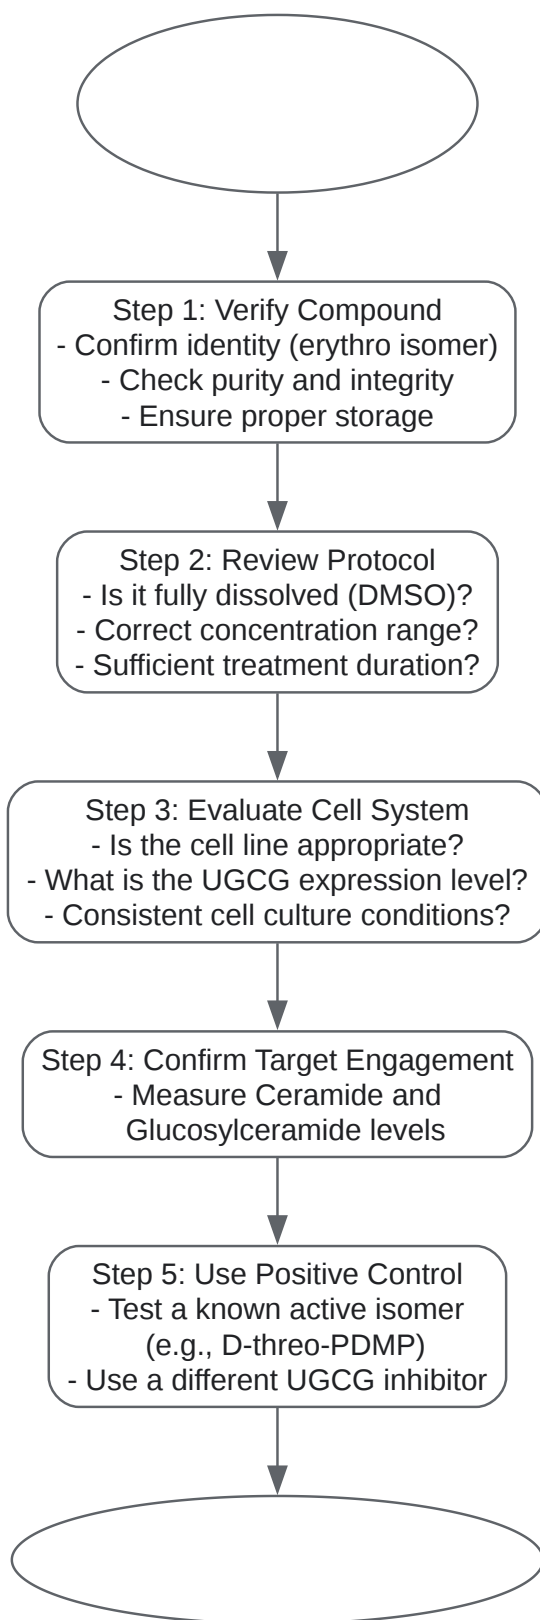 Step 1: Verify Compound
- Confirm identity (erythro isomer)
- Check purity and integrity
- Ensure proper storage
Step 2: Review Protocol
- Is it fully dissolved (DMSO)?
- Correct concentration range?
- Sufficient treatment duration?
Step 3: Evaluate Cell System
- Is the cell line appropriate?
- What is the UGCG expression level?
- Consistent cell culture conditions?
Step 4: Confirm Target Engagement
- Measure Ceramide and
Glucosylceramide levels
Step 5: Use Positive Control
- Test a known active isomer
(e.g., D-threo-PDMP)
- Use a different UGCG inhibitor